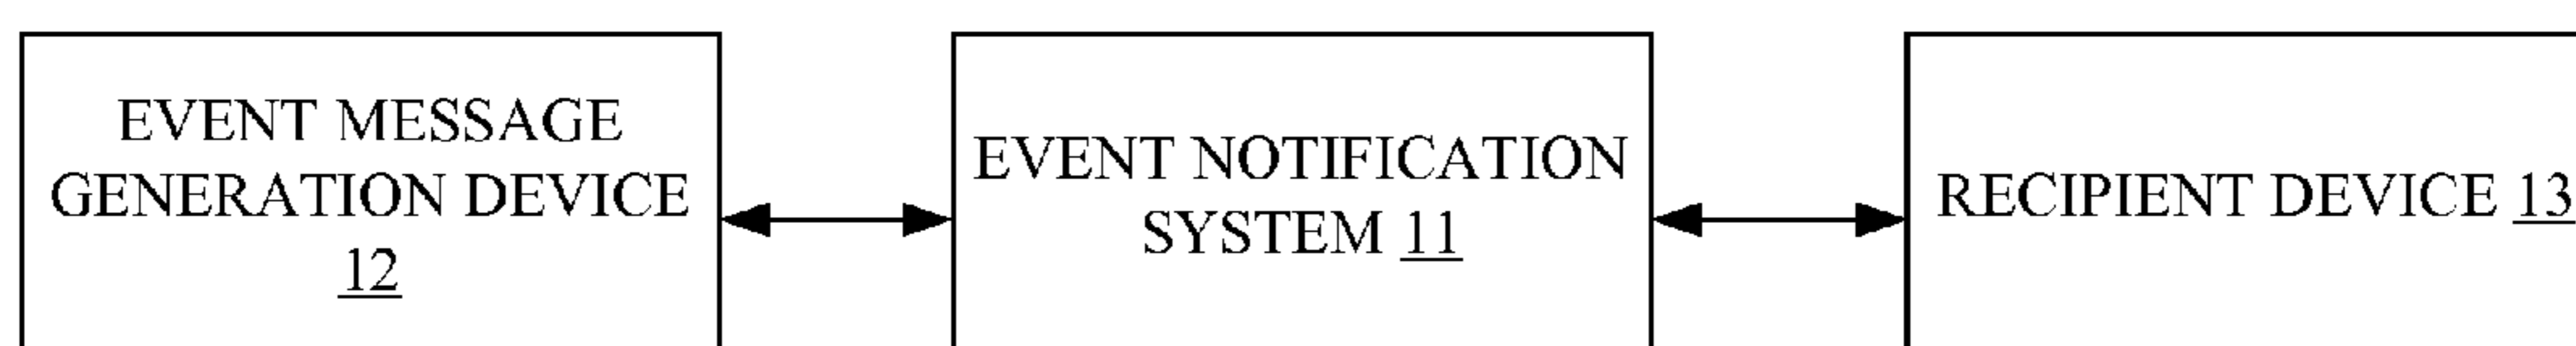 EVENT MESSAGE
GENERATION DEVICE
12
EVENT NOTIFICATION
SYSTEM 11
RECIPIENT DEVICE 13